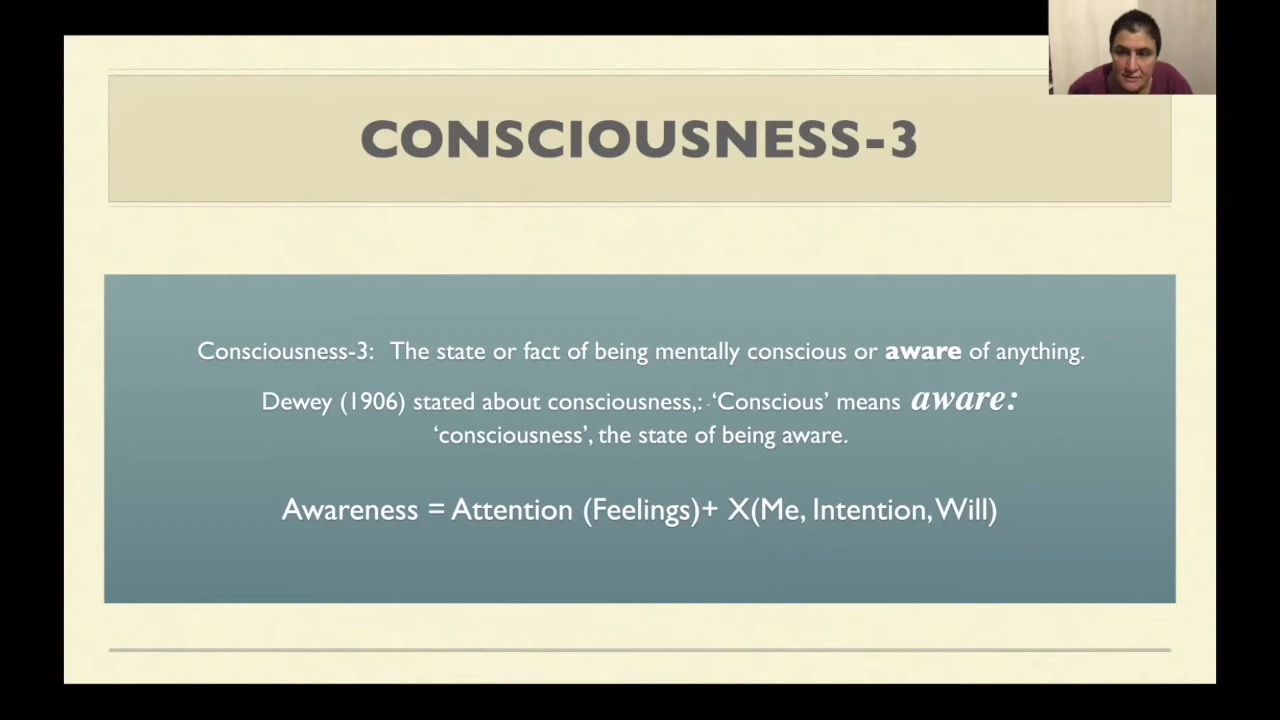 CONSCIOUSNESS-3
Consciousness-3: The state or fact of being mentally conscious or aware of anything.
Dewey (1906) stated about consciousness,: ‘Conscious’ means aware:
‘consciousness’, the state of being aware.
Awareness = Attention (Feelings)+ X(Me, Intention, Will)